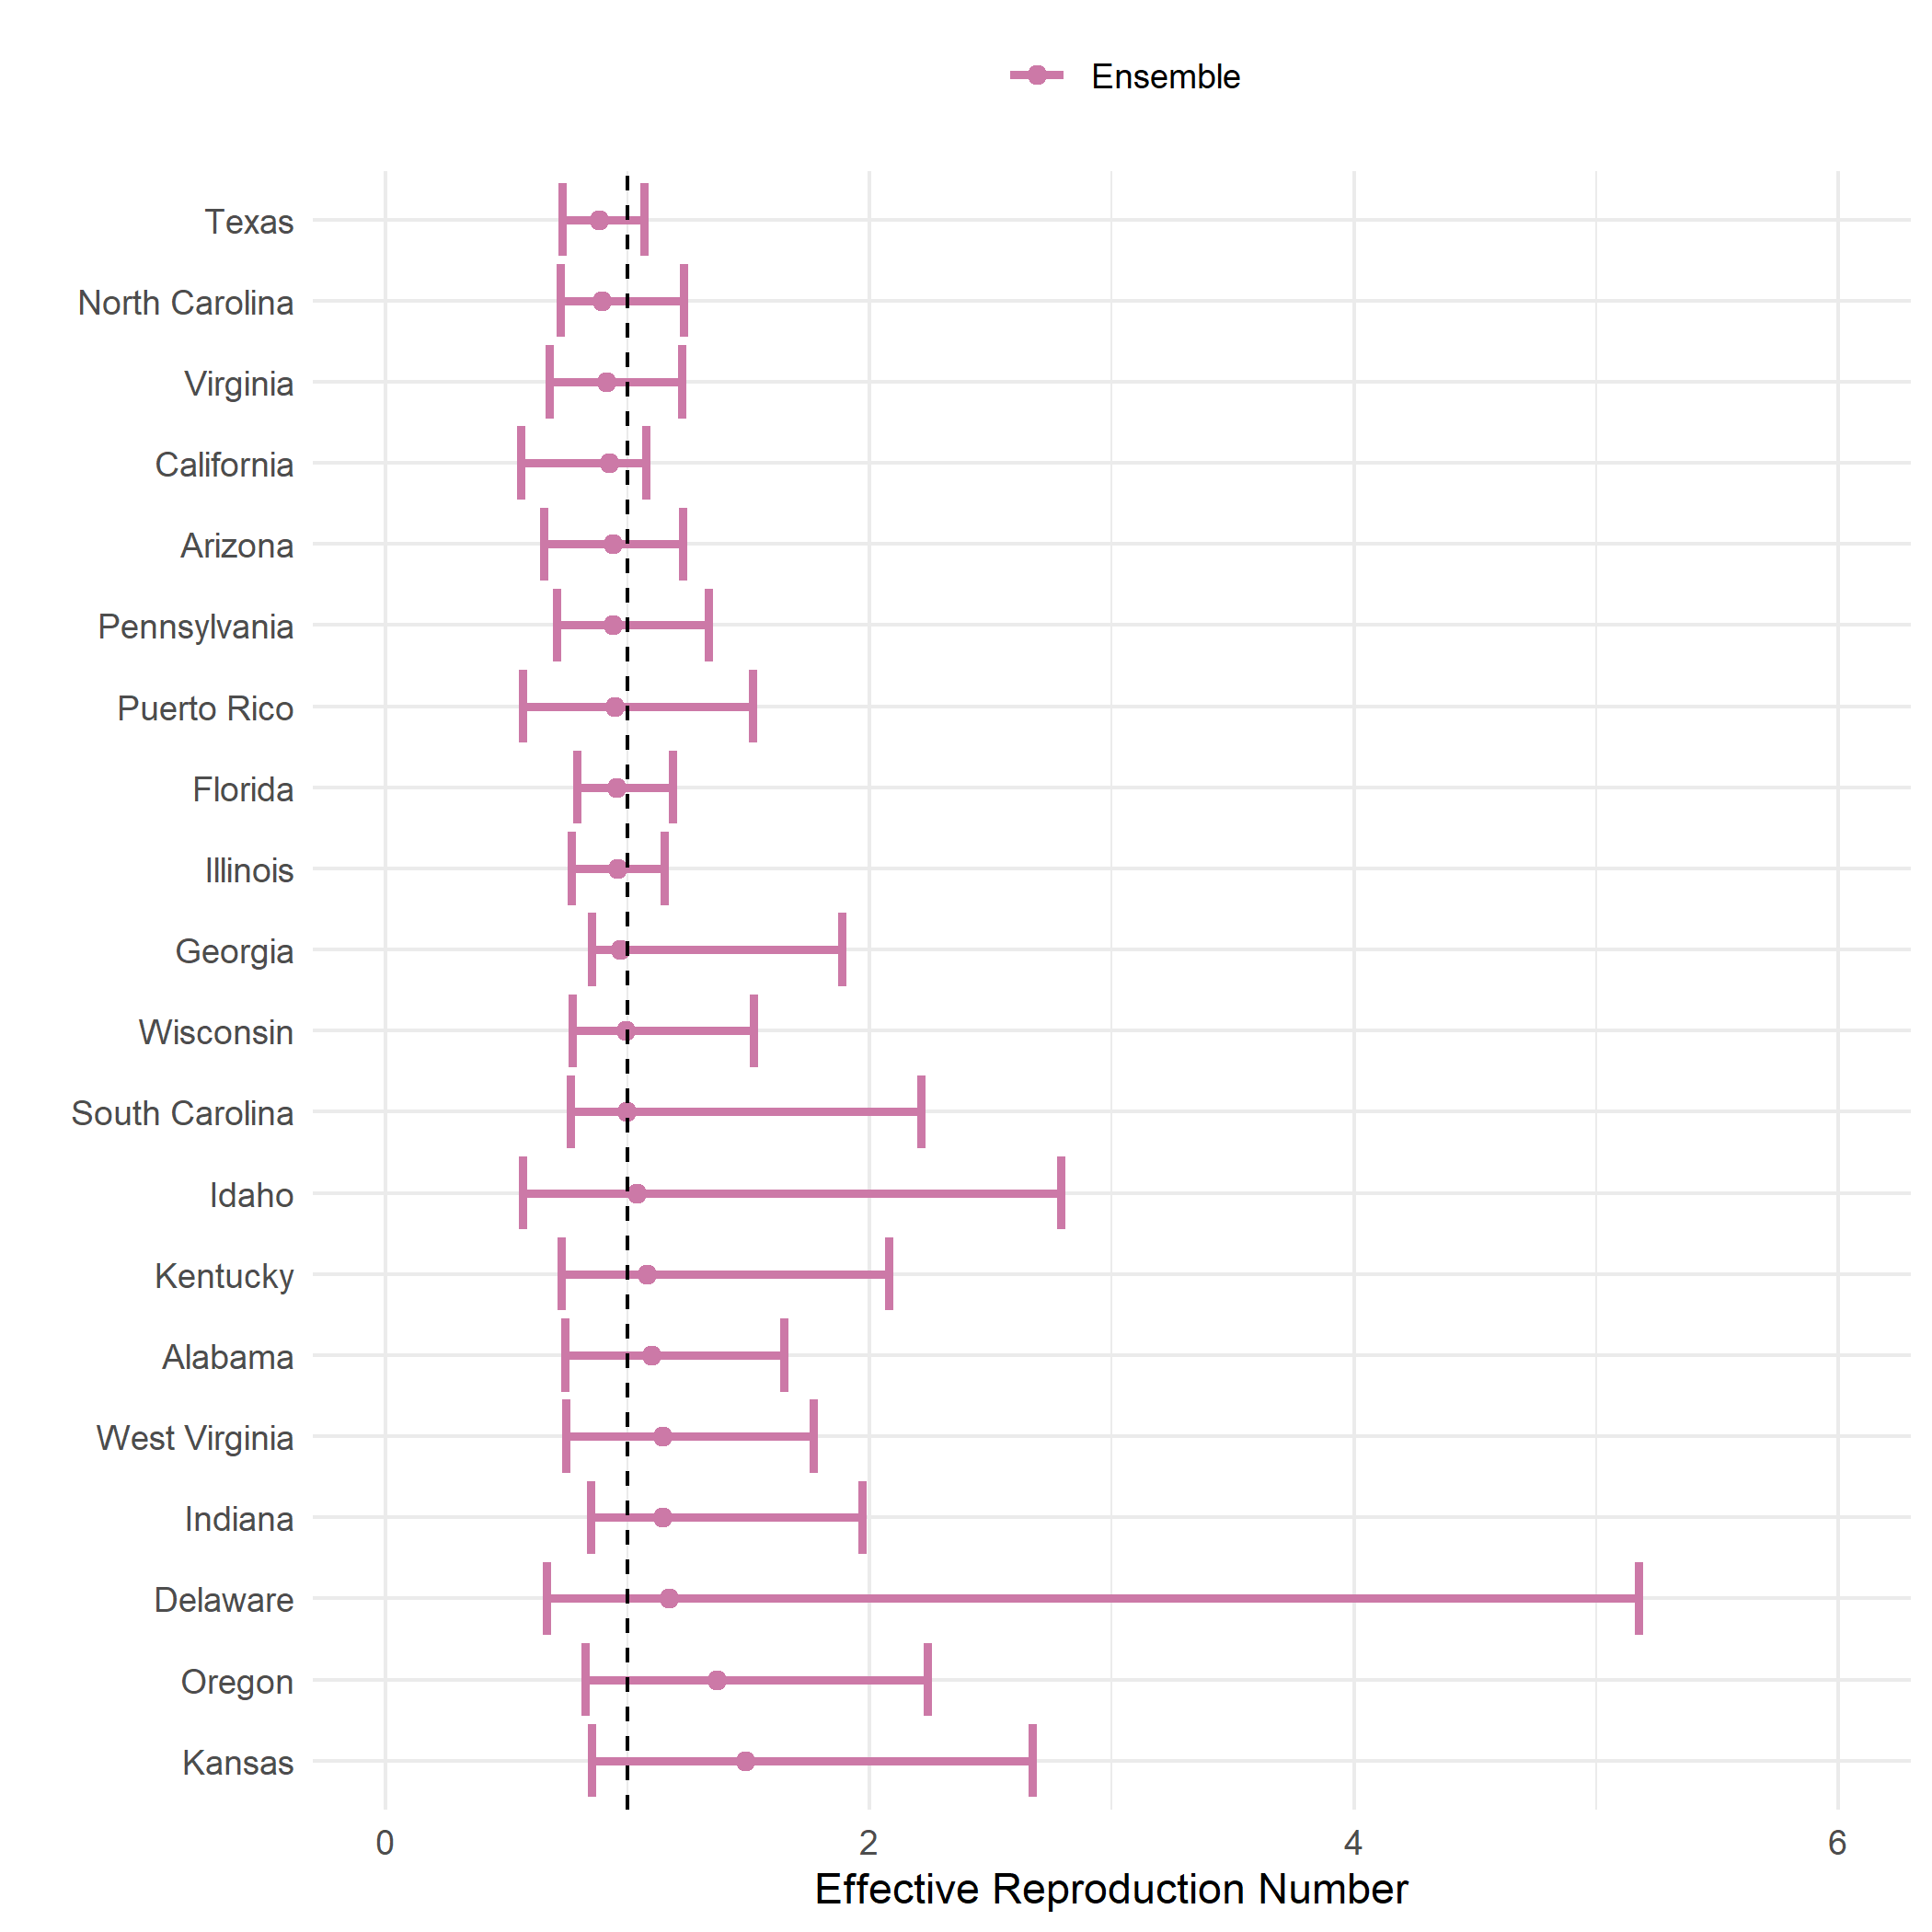 Ensemble
Texas
North Carolina
Virginia
California
Arizona
Pennsylvania
Puerto Rico
Florida
Illinois
Georgia
Wisconsin
South Carolina
Idaho
Kentucky
Alabama
West Virginia
Indiana
Delaware
Oregon
Kansas
0 2 4 6
Effective Reproduction Number